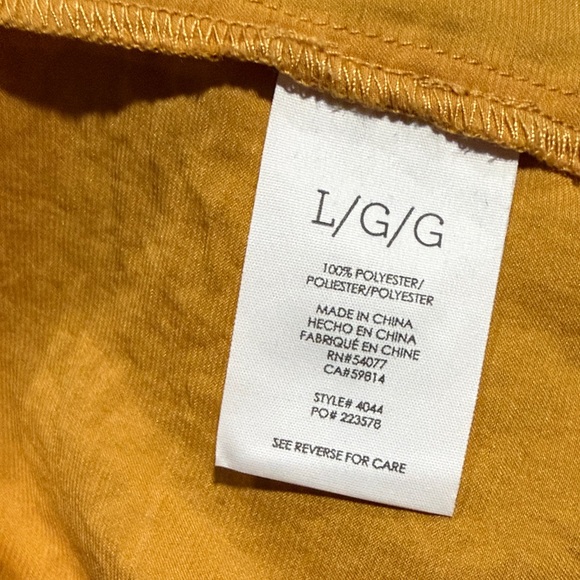 L/G/G
100% POLYESTER/
POLIESTER/POLYESTER
MADE IN CHINA
HECHO EN CHINA
FABRIQUÉ EN CHINE
RN#54077
CA#59814
STYLE# 4044
PO# 223578
SEE REVERSE FOR CARE